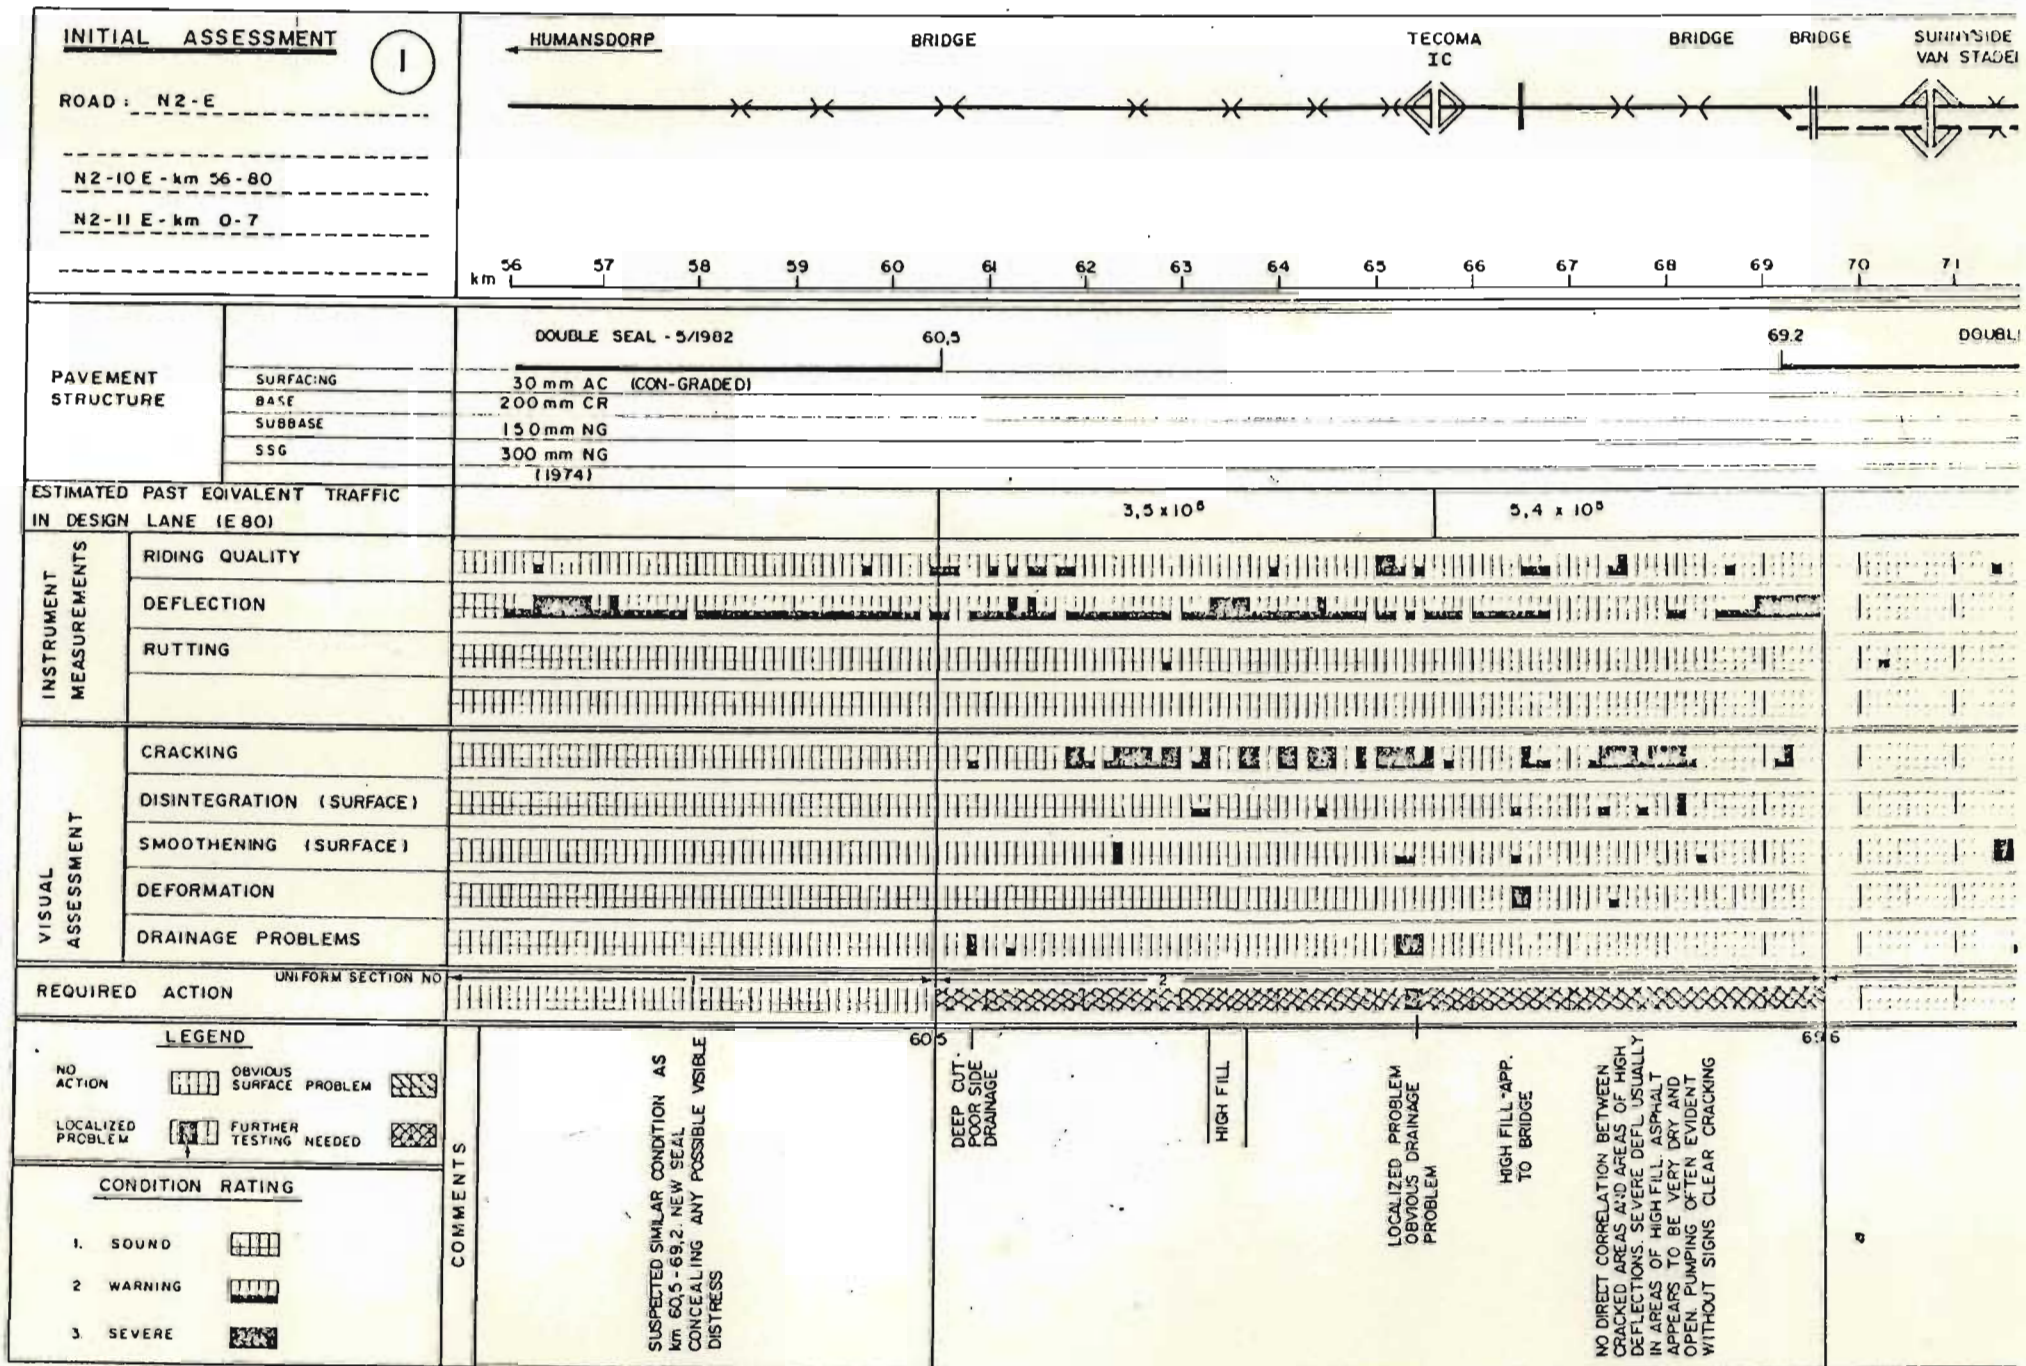 INITIAL ASSESSMENT
1
ROAD: N2-E
N2-10 E-km 56-80
N2-11 E-km 0-7
HUMANSDORP
BRIDGE
TECOMA
IC
BRIDGE
BRIDGE
SUNNYSIDE
VAN STADE
km 56 57 58 59 60 61 62 63 64 65 66 67 68 69 70 71
PAVEMENT
STRUCTURE
DOUBLE SEAL - 5/1982
60,5
69.2
DOUBL
SURFACING 30 mm AC (CON-GRADED)
BASE 200 mm CR
SUBBASE 150 mm NG
SSG 300 mm NG
(1974)
ESTIMATED PAST EQIVALENT TRAFFIC
IN DESIGN LANE (E80)
3,5 x 10⁶
5,4 x 10⁶
INSTRUMENT
MEASUREMENTS
RIDING QUALITY
DEFLECTION
RUTTING
VISUAL
ASSESSMENT
CRACKING
DISINTEGRATION (SURFACE)
SMOOTHENING (SURFACE)
DEFORMATION
DRAINAGE PROBLEMS
UNIFORM SECTION NO
1
2
REQUIRED ACTION
LEGEND
NO
ACTION
OBVIOUS
SURFACE PROBLEM
LOCALIZED
PROBLEM
FURTHER
TESTING NEEDED
CONDITION RATING
1. SOUND
2 WARNING
3. SEVERE
COMMENTS
SUSPECTED SIMILAR CONDITION AS
km 60,5-69,2. NEW SEAL
CONCEALING ANY POSSIBLE VISIBLE
DISTRESS
60,5
DEEP CUT-
POOR SIDE
DRAINAGE
HIGH FILL
LOCALIZED PROBLEM
OBVIOUS DRAINAGE
PROBLEM
HIGH FILL-APP.
TO BRIDGE
NO DIRECT CORRELATION BETWEEN
CRACKED AREAS AND AREAS OF HIGH
DEFLECTIONS. SEVERE DEFL USUALLY
IN AREAS OF HIGH FILL. ASPHALT
APPEARS TO BE VERY DRY AND
OPEN. PUMPING OFTEN EVIDENT
WITHOUT SIGNS CLEAR CRACKING
69,6